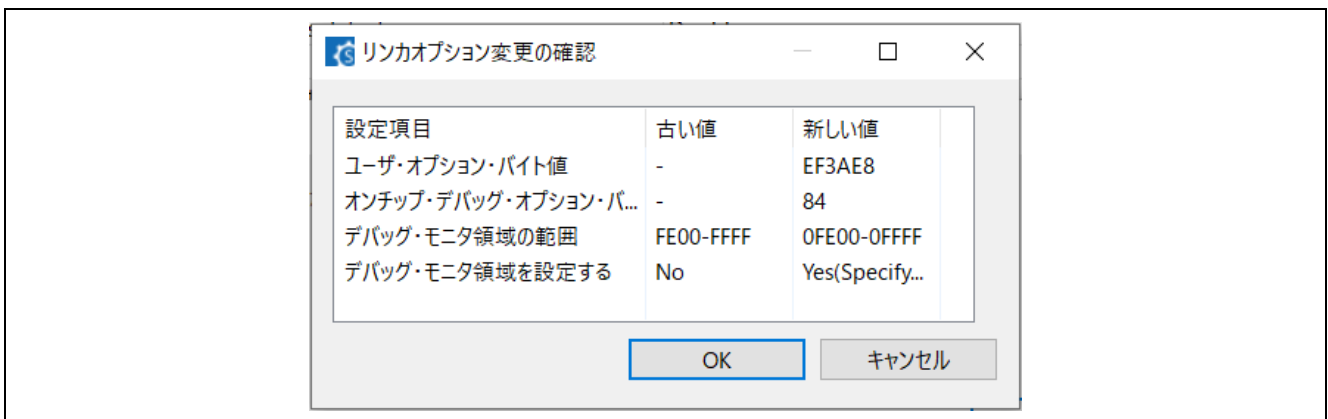 リンカオプション変更の確認
設定項目 古い値 新しい値
ユーザ・オプション・バイト値 - EF3AE8
オンチップ・デバッグ・オプション・バ... - 84
デバッグ・モニタ領域の範囲 FE00-FFFF 0FE00-0FFFF
デバッグ・モニタ領域を設定する No Yes(Specify...
OK キャンセル